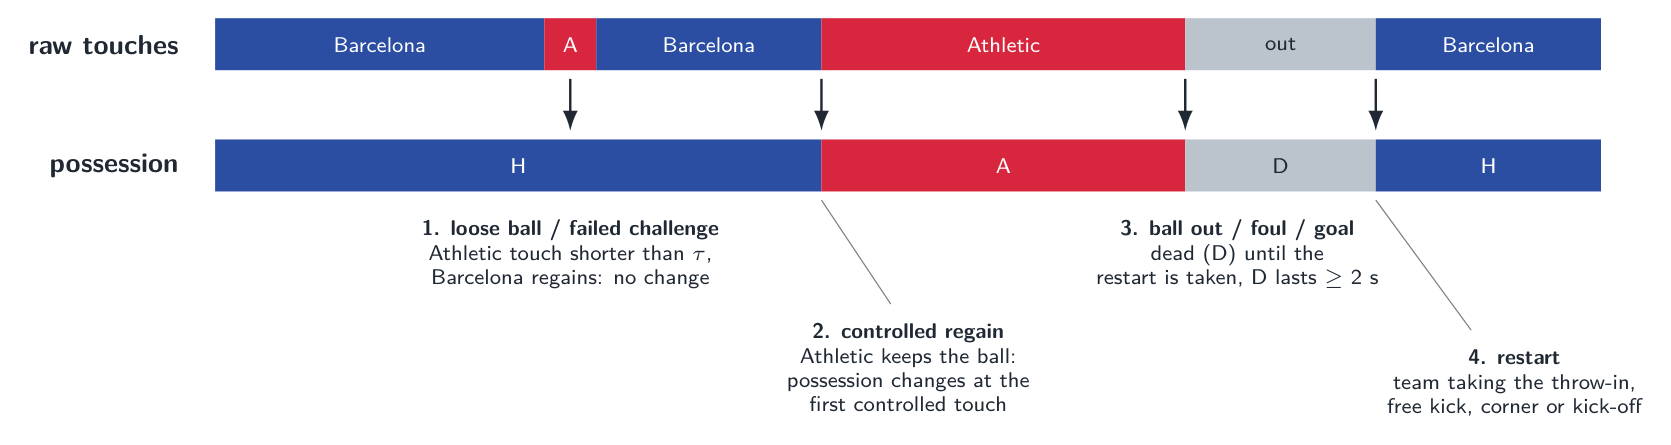 raw touches
Barcelona A Barcelona Athletic out Barcelona
possession
H A D H
1. loose ball / failed challenge
Athletic touch shorter than τ,
Barcelona regains: no change
3. ball out / foul / goal
dead (D) until the
restart is taken, D lasts ≥ 2 s
2. controlled regain
Athletic keeps the ball:
possession changes at the
first controlled touch
4. restart
team taking the throw-in,
free kick, corner or kick-off